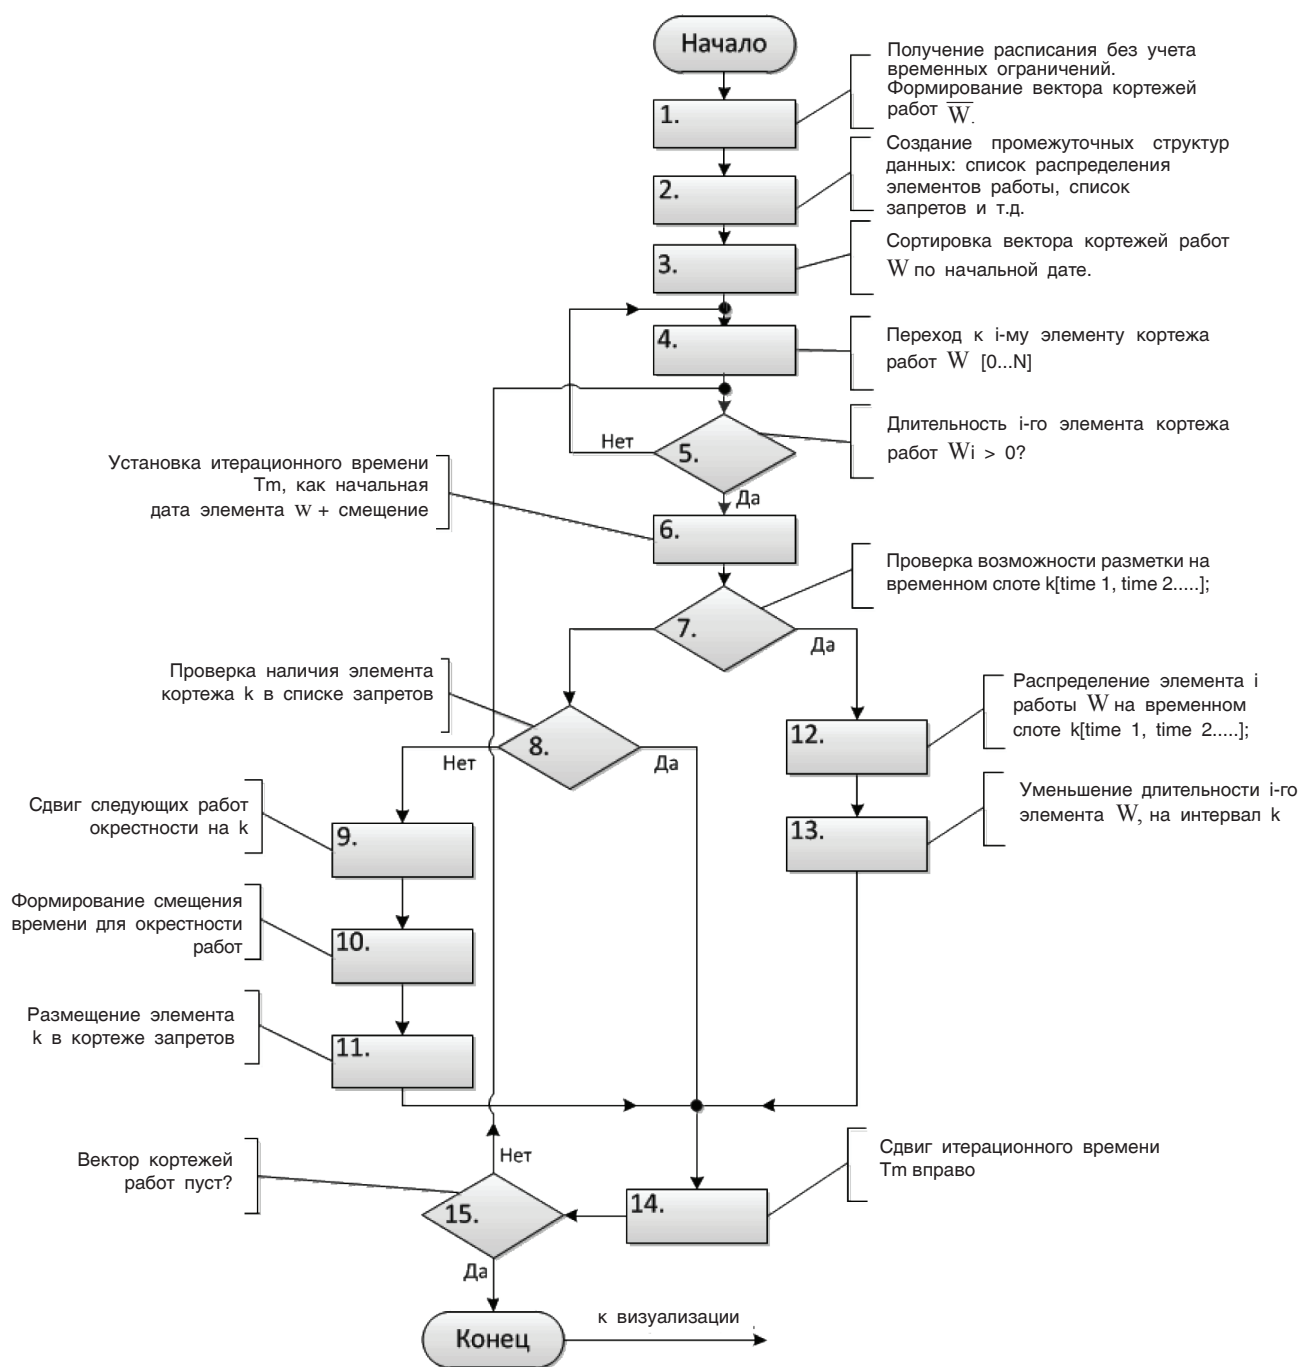 Начало
Получение расписания без учета
временных ограничений.
Формирование вектора кортежей
работ W.
1.
Создание промежуточных структур
данных: список распределения
элементов работы, список
запретов и т.д.
2.
Сортировка вектора кортежей работ
W по начальной дате.
3.
Переход к i-му элементу кортежа
работ W [0...N]
4.
Длительность i-го элемента кортежа
работ Wi > 0?
Нет
5.
Да
Установка итерационного времени
Tm, как начальная
дата элемента w + смещение
6.
Проверка возможности разметки на
временном слоте k[time 1, time 2.....];
7.
Да
Проверка наличия элемента
кортежа k в списке запретов
8.
Нет
Да
Распределение элемента i
работы W на временном
слоте k[time 1, time 2.....];
12.
Уменьшение длительности i-го
элемента W, на интервал k
13.
Сдвиг следующих работ
окрестности на k
9.
Формирование смещения
времени для окрестности
работ
10.
Размещение элемента
k в кортеже запретов
11.
Сдвиг итерационного времени
Tm вправо
14.
Вектор кортежей
работ пуст?
Нет
15.
Да
Конец
к визуализации